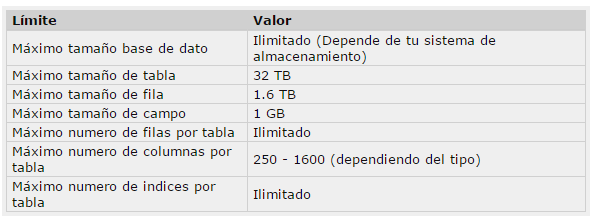 Límite Valor
Máximo tamaño base de dato Ilimitado (Depende de tu sistema de
almacenamiento)
Máximo tamaño de tabla 32 TB
Máximo tamaño de fila 1.6 TB
Máximo tamaño de campo 1 GB
Máximo numero de filas por tabla Ilimitado
Máximo numero de columnas por
tabla 250 - 1600 (dependiendo del tipo)
Máximo numero de indices por
tabla Ilimitado